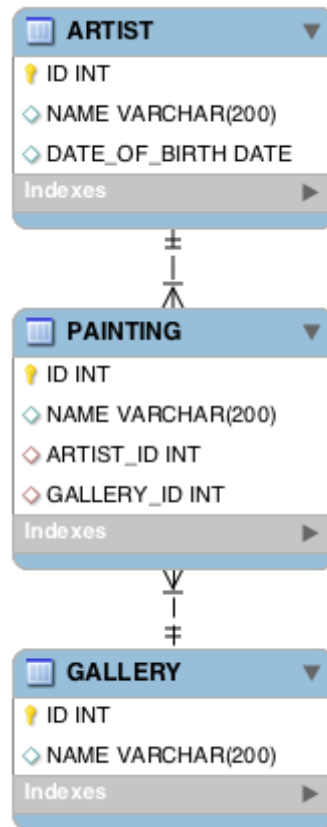 ARTIST
ID INT
NAME VARCHAR(200)
DATE_OF_BIRTH DATE
Indexes
PAINTING
ID INT
NAME VARCHAR(200)
ARTIST_ID INT
GALLERY_ID INT
Indexes
GALLERY
ID INT
NAME VARCHAR(200)
Indexes